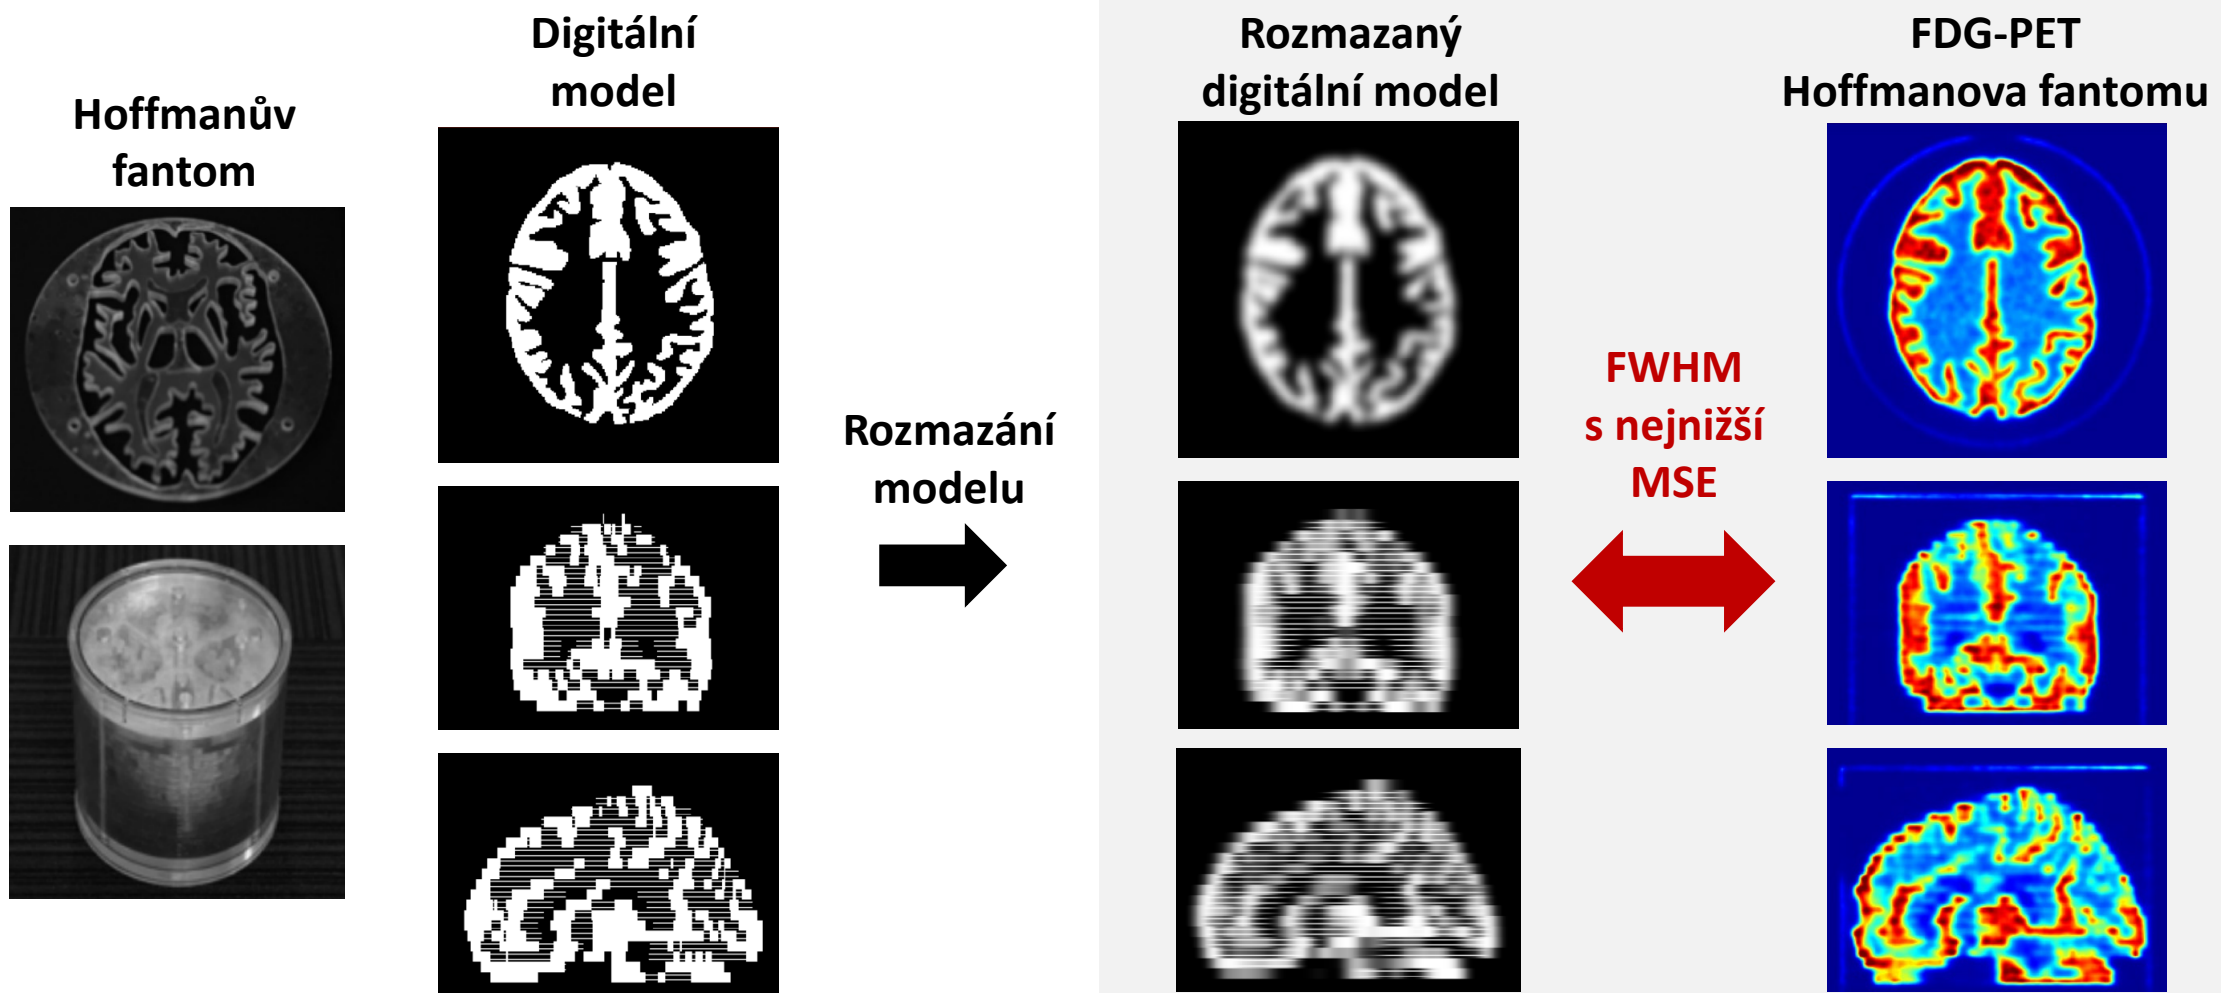 Hoffmanův
fantom
Digitální
model
Rozmazání
modelu
Rozmazaný
digitální model
FWHM
s nejnižší
MSE
FDG-PET
Hoffmanova fantomu